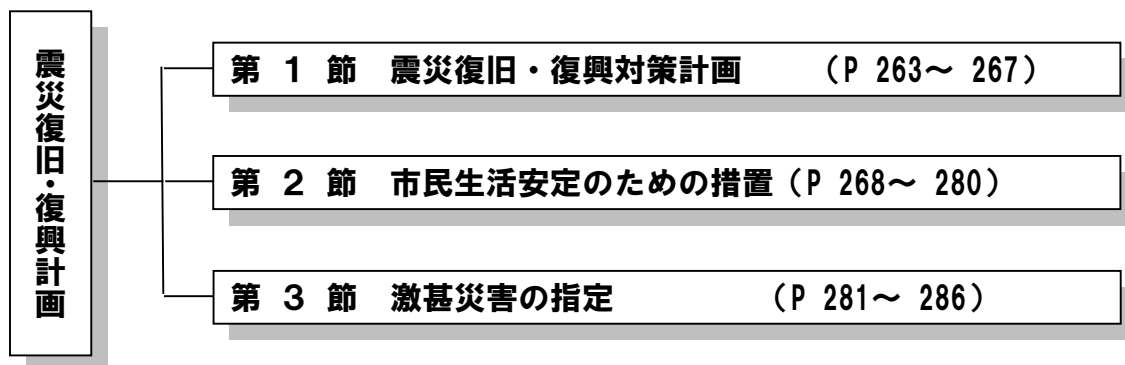 震災復旧・復興計画
第 1 節 震災復旧・復興対策計画 (P 263~ 267)
第 2 節 市民生活安定のための措置(P 268~ 280)
第 3 節 激甚災害の指定 (P 281~ 286)